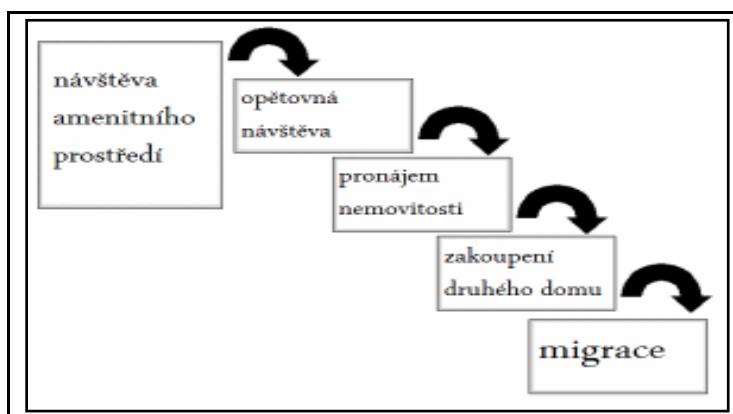 návštěva
amenitního
prostředí
opětovná
návštěva
pronájem
nemovitosti
zakoupení
druhého domu
migrace